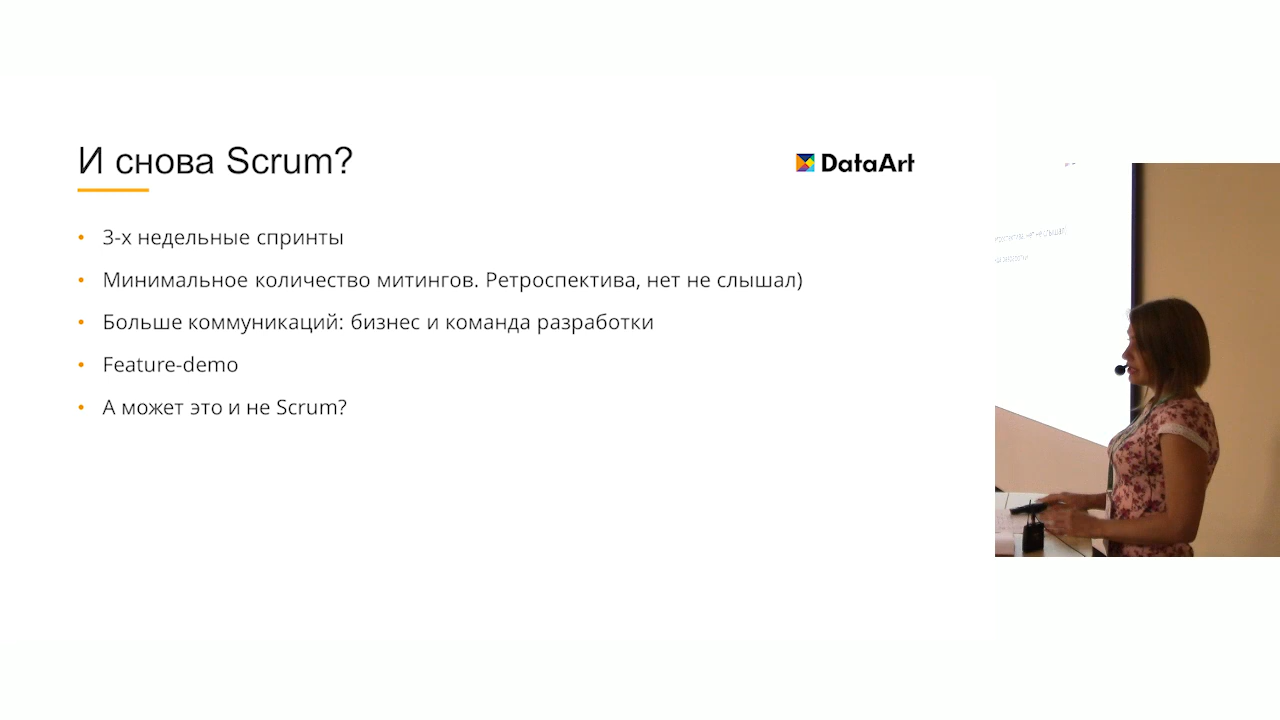 И снова Scrum?
DataArt
3-х недельные спринты
Минимальное количество митингов. Ретроспектива, нет не слышал)
Больше коммуникаций: бизнес и команда разработки
Feature-demo
А может это и не Scrum?